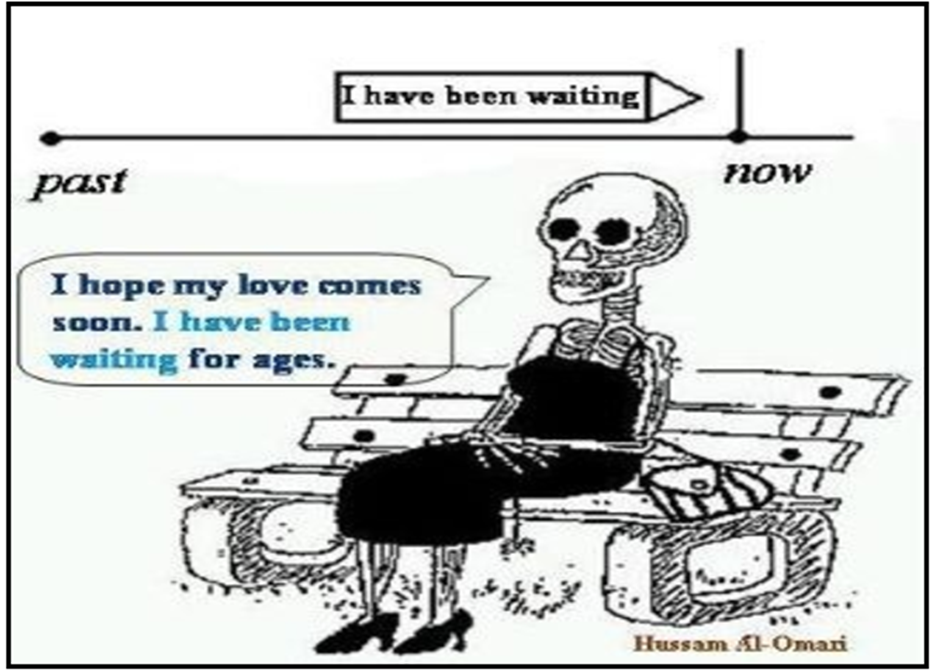 I have been waiting
past
now
I hope my love comes
soon. I have been
waiting for ages.
Hussam Al-Omari